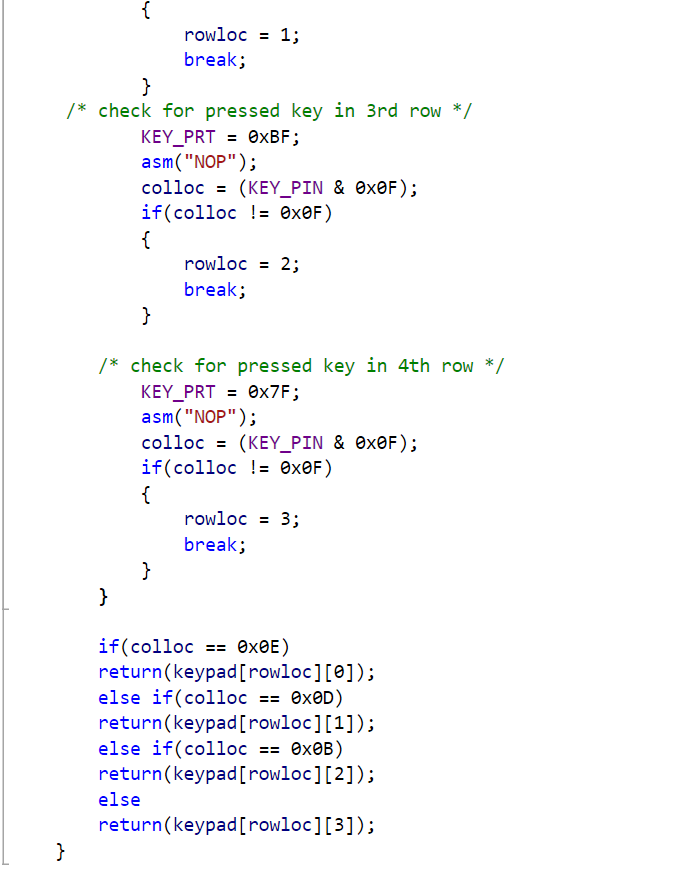 {
rowloc = 1;
break;
}
/* check for pressed key in 3rd row */
KEY_PRT = 0xBF;
asm("NOP");
colloc = (KEY_PIN & 0x0F);
if(colloc != 0x0F)
{
rowloc = 2;
break;
}
/* check for pressed key in 4th row */
KEY_PRT = 0x7F;
asm("NOP");
colloc = (KEY_PIN & 0x0F);
if(colloc != 0x0F)
{
rowloc = 3;
break;
}
}
if(colloc == 0x0E)
return(keypad[rowloc][0]);
else if(colloc == 0x0D)
return(keypad[rowloc][1]);
else if(colloc == 0x0B)
return(keypad[rowloc][2]);
else
return(keypad[rowloc][3]);
}